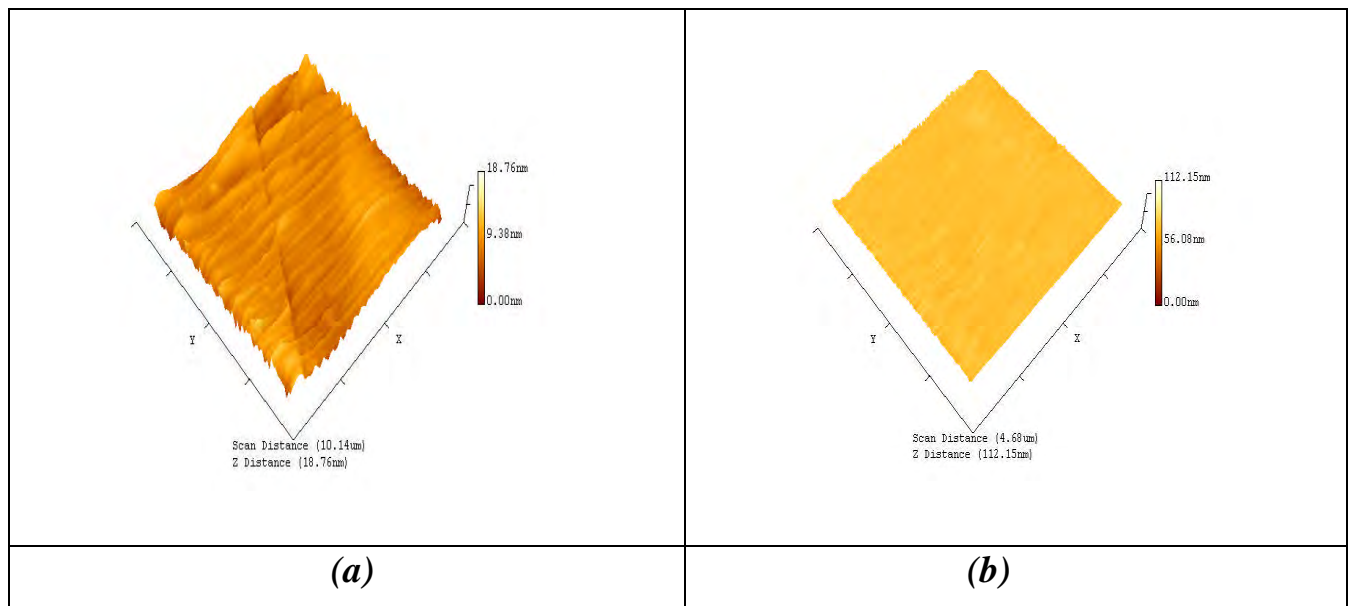 18.76nm
9.38nm
0.00nm
Y
X
Scan Distance (10.14um)
Z Distance (18.76nm)
112.15nm
56.08nm
0.00nm
Y
X
Scan Distance (4.68um)
Z Distance (112.15nm)
(a)
(b)